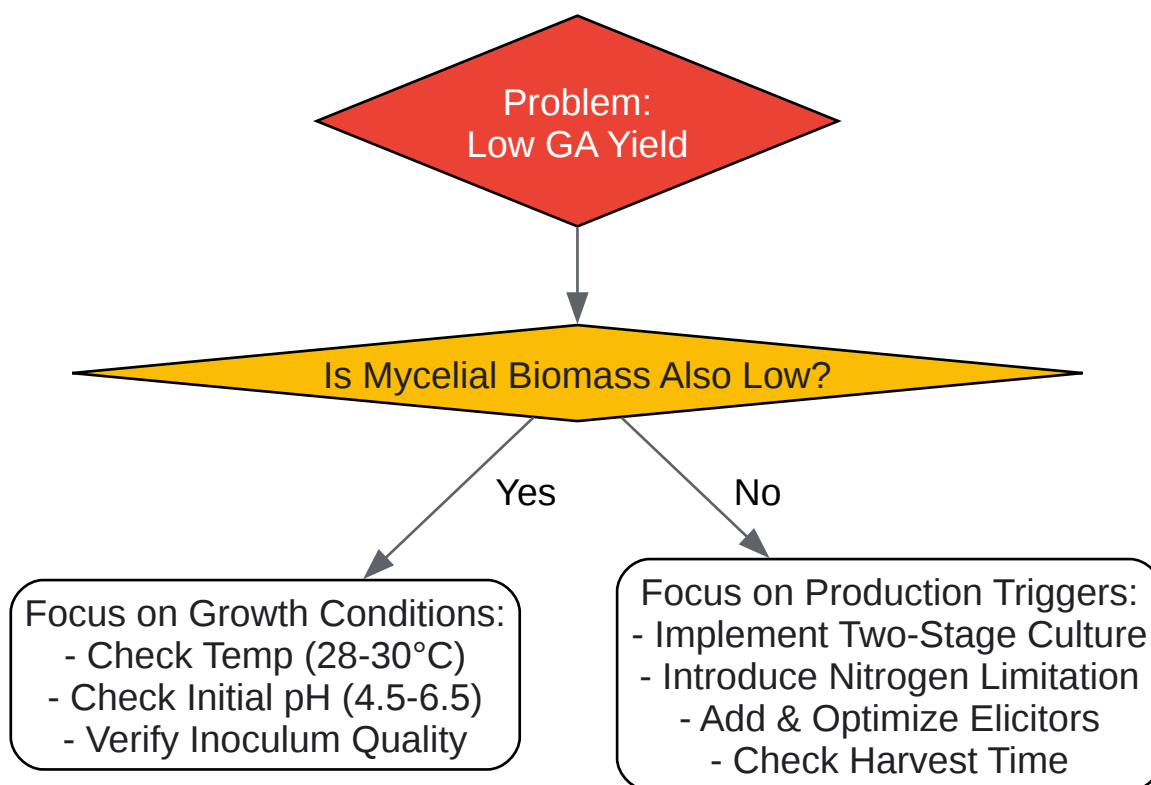 Problem:
Low GA Yield
Is Mycelial Biomass Also Low?
Yes
No
Focus on Growth Conditions:
- Check Temp (28-30°C)
- Check Initial pH (4.5-6.5)
- Verify Inoculum Quality
Focus on Production Triggers:
- Implement Two-Stage Culture
- Introduce Nitrogen Limitation
- Add & Optimize Elicitors
- Check Harvest Time